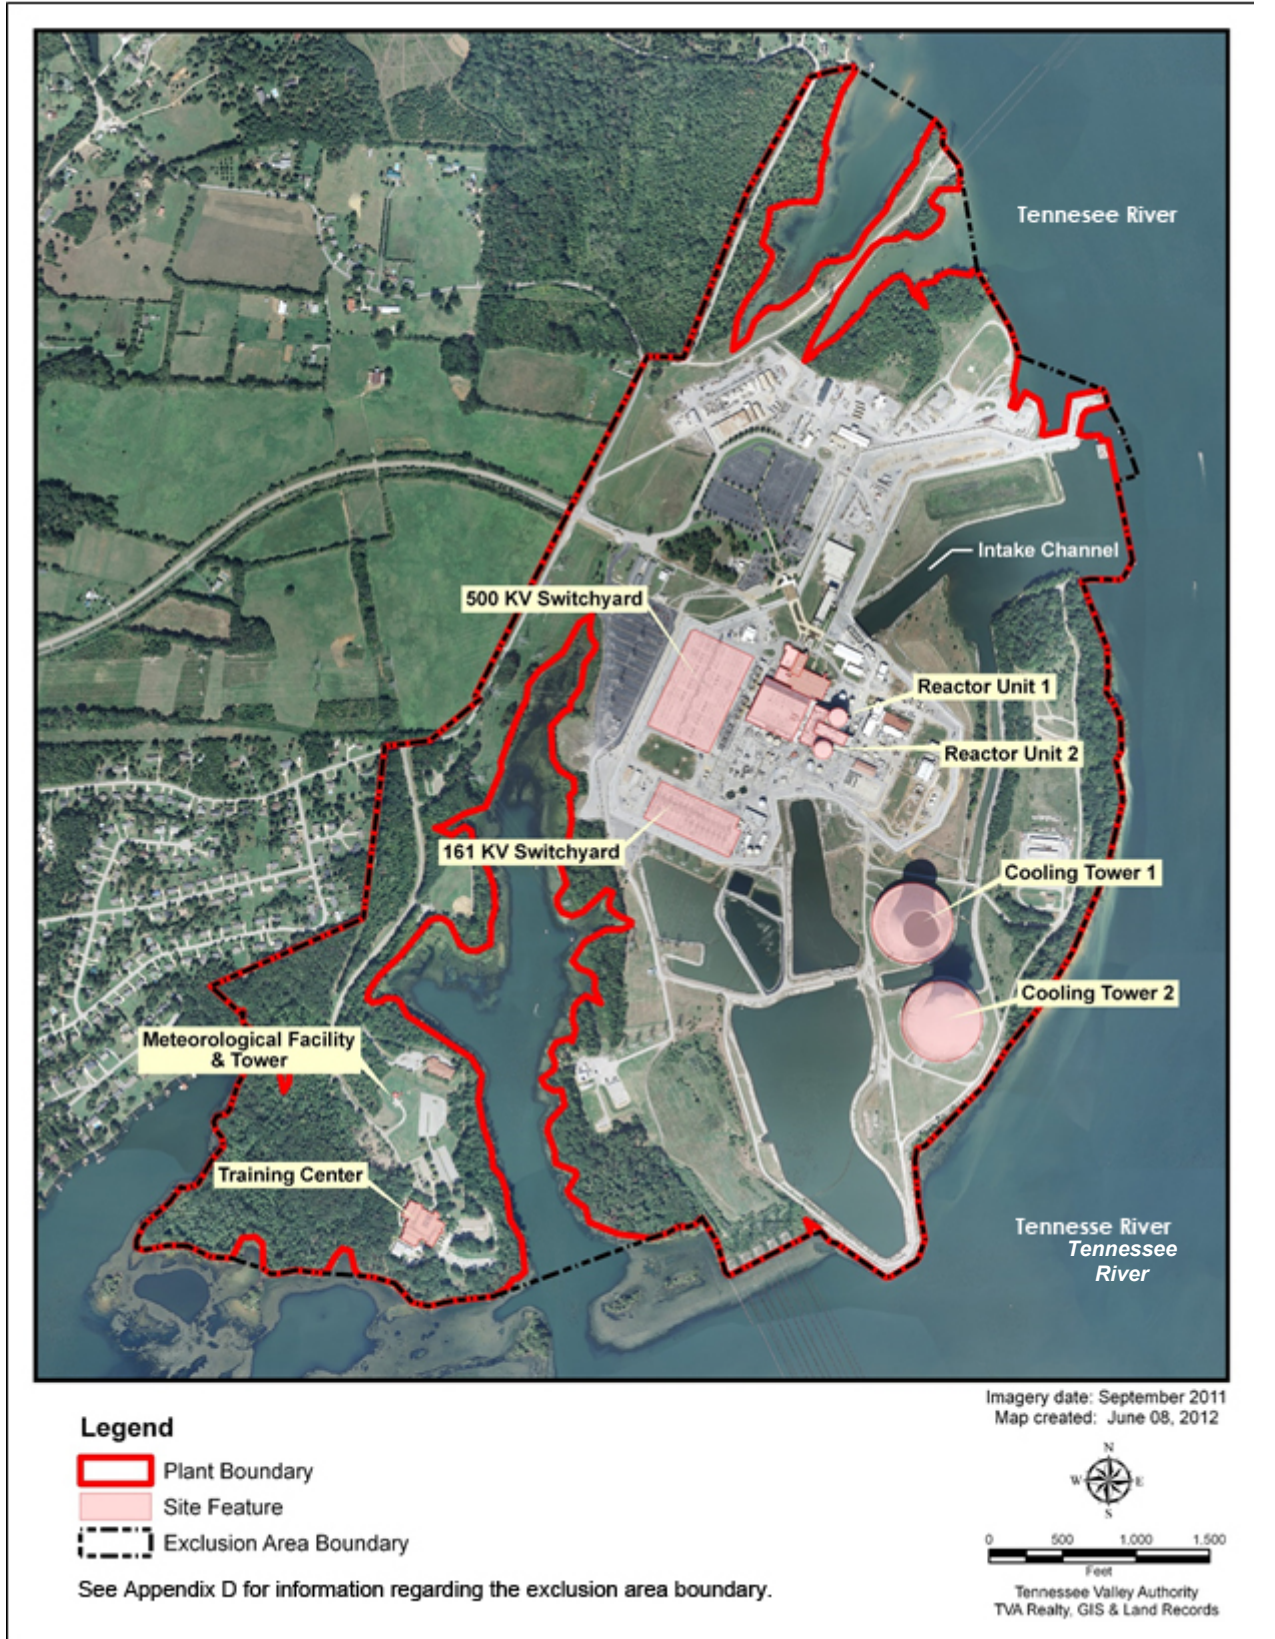 Tennesee River
Intake Channel
500 KV Switchyard
Reactor Unit 1
Reactor Unit 2
161 KV Switchyard
Cooling Tower 1
Cooling Tower 2
Meteorological Facility
& Tower
Training Center
Tennesse River
Tennessee
River
Imagery date: September 2011
Map created: June 08, 2012
Legend
Plant Boundary
Site Feature
Exclusion Area Boundary
See Appendix D for information regarding the exclusion area boundary.
N
W E
S
0 500 1.000 1.500
Feet
Tennessee Valley Authority
TVA Realty, GIS & Land Records